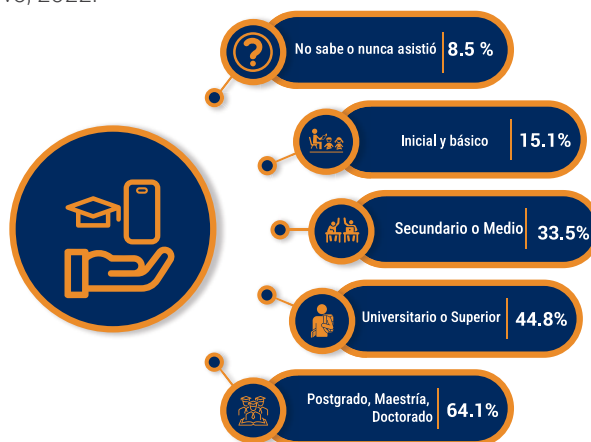 2022.
?
No sabe o nunca asistió 8.5 %
Inicial y básico 15.1%
Secundario o Medio 33.5%
Universitario o Superior 44.8%
Postgrado, Maestría,
Doctorado 64.1%